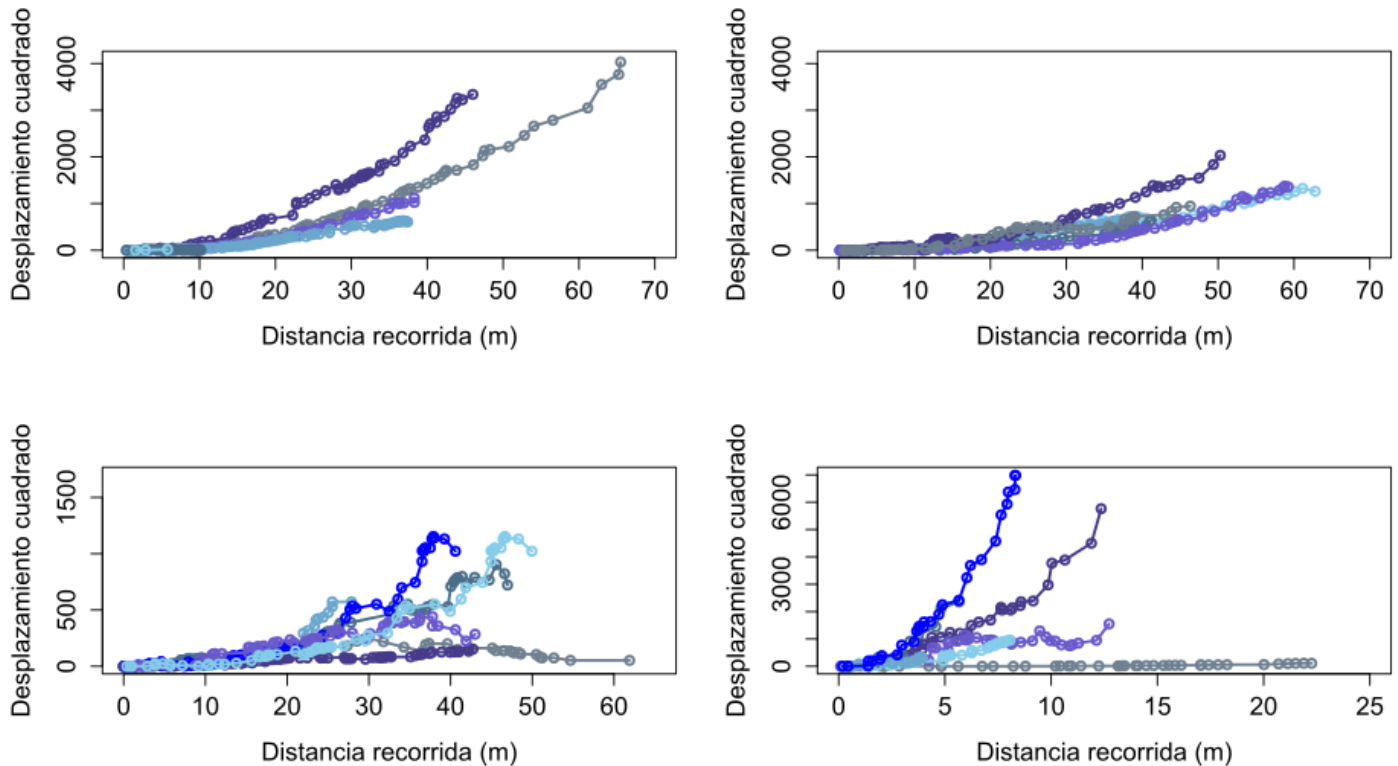 Desplazamiento cuadrado
4000
2000
0
0 10 20 30 40 50 60 70
Distancia recorrida (m)
Desplazamiento cuadrado
4000
2000
0
0 10 20 30 40 50 60 70
Distancia recorrida (m)
Desplazamiento cuadrado
1500
500
0
0 10 20 30 40 50 60
Distancia recorrida (m)
Desplazamiento cuadrado
6000
3000
0
0 5 10 15 20 25
Distancia recorrida (m)